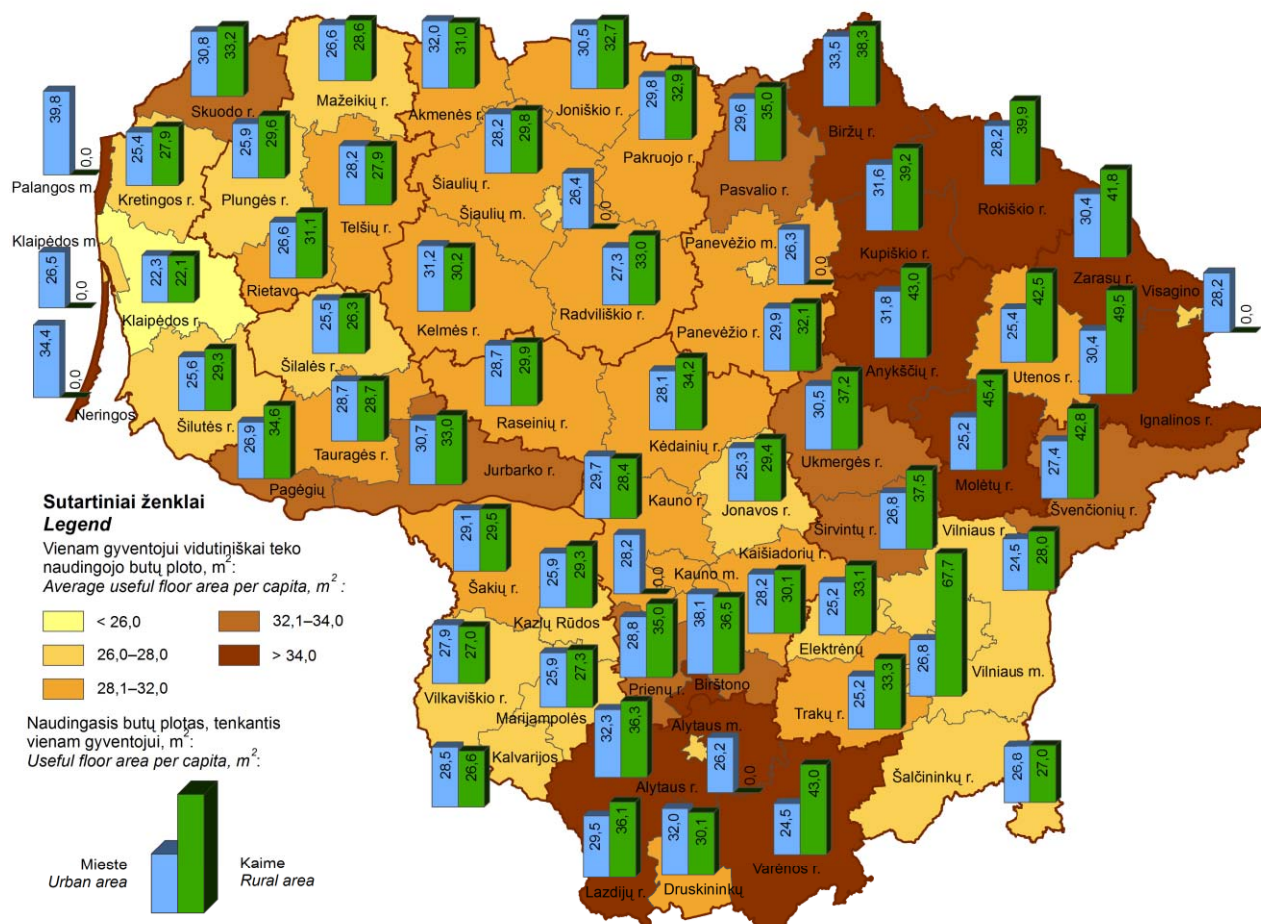 30,8
33,2
Skuodo r.
26,6
28,6
Mažeikių r.
32,0
31,0
Akmenės r.
30,5
32,7
Joniškio r.
29,8
32,9
Pakruojo r.
33,5
38,3
Biržų r.
29,6
35,0
Pasvalio r.
28,2
39,9
Rokiškio r.
39,8
0,0
Palangos m.
25,4
27,9
Kretingos r.
25,9
29,6
Plungės r.
28,2
27,9
Telšių r.
28,2
29,8
Šiaulių r.
26,4
0,0
Šiaulių m.
31,6
39,2
Kupiškio r.
30,4
41,8
Zarasų r.
Klaipėdos m.
26,5
0,0
22,3
22,1
Klaipėdos r.
26,6
31,1
Rietavo
31,2
30,2
Kelmės r.
27,3
33,0
Radviliškio r.
Panevėžio m.
26,3
0,0
29,9
32,1
Panevėžio r.
31,8
43,0
Anykščių r.
25,4
42,5
Utenos r.
Visagino
28,2
0,0
30,4
49,5
Ignalinos r.
34,4
0,0
Neringos
25,6
29,3
Šilutės r.
25,5
26,3
Šilalės r.
28,7
28,7
Tauragės r.
28,7
29,9
Raseinių r.
28,1
34,2
Kėdainių r.
30,5
37,2
Ukmergės r.
25,2
45,4
Molėtų r.
27,4
42,8
Švenčionių r.
26,9
34,6
Pagėgių
30,7
33,0
Jurbarko r.
29,7
28,4
Kauno r.
25,3
29,4
Jonavos r.
26,8
37,5
Širvintų r.
Vilniaus r.
24,5
28,0
29,1
29,5
Šakių r.
25,9
29,3
Kazlų Rūdos
28,2
0,0
Kauno m.
Kaišiadorių r.
28,2
30,1
25,2
33,1
Elektrėnų
26,8
67,7
Vilniaus m.
27,9
27,0
Vilkaviškio r.
25,9
27,3
Marijampolės
28,8
35,0
Prienų r.
38,1
36,5
Birštono
25,2
33,3
Trakų r.
28,5
26,6
Kalvarijos
32,3
36,3
Alytaus r.
Alytaus m.
26,2
0,0
26,8
27,0
Šalčininkų r.
29,5
36,1
Lazdijų r.
32,0
30,1
Druskininkų
24,5
43,0
Varėnos r.
Sutartiniai ženklai
Legend
Vienam gyventojui vidutiniškai teko
naudingojo butų ploto, m²:
Average useful floor area per capita, m² :
< 26,0
26,0–28,0
28,1–32,0
32,1–34,0
> 34,0
Naudingasis butų plotas, tenkantis
vienam gyventojui, m²:
Useful floor area per capita, m²:
Mieste
Urban area
Kaime
Rural area